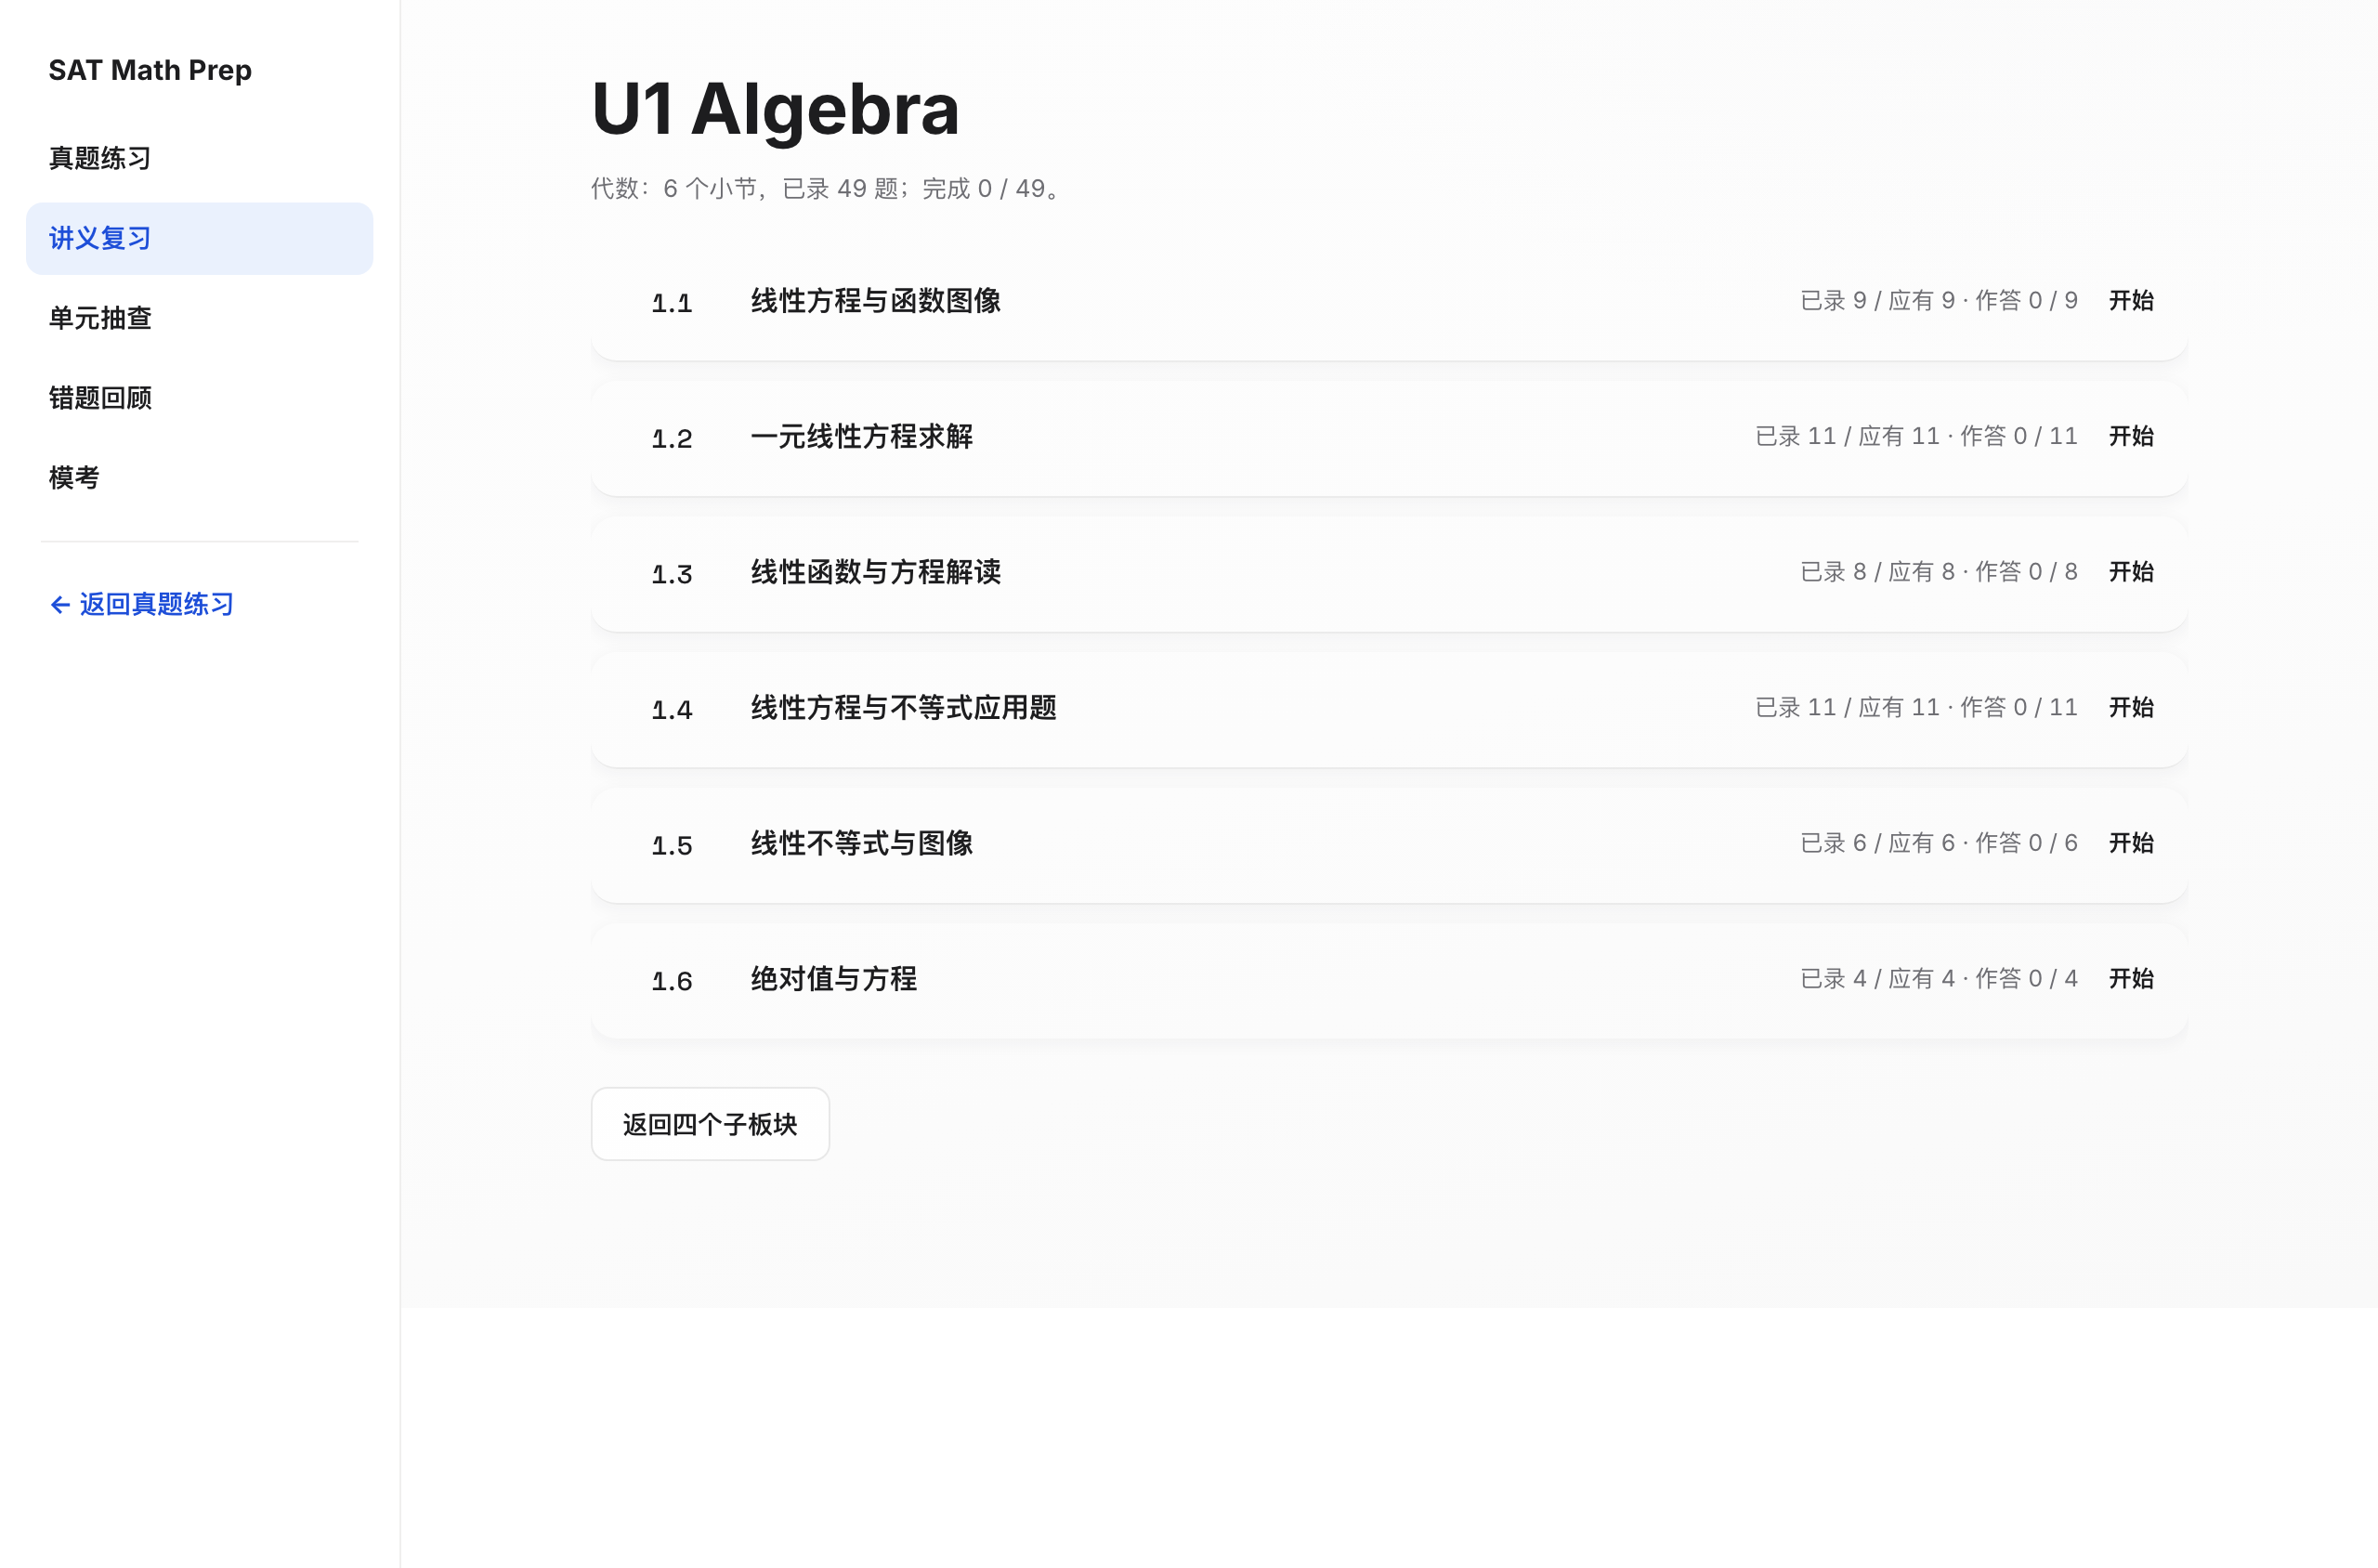 SAT Math Prep
真题练习
讲义复习
单元抽查
错题回顾
模考
← 返回真题练习
U1 Algebra
代数：6 个小节，已录 49 题；完成 0 / 49。
1.1 线性方程与函数图像 已录 9 / 应有 9 · 作答 0 / 9 开始
1.2 一元线性方程求解 已录 11 / 应有 11 · 作答 0 / 11 开始
1.3 线性函数与方程解读 已录 8 / 应有 8 · 作答 0 / 8 开始
1.4 线性方程与不等式应用题 已录 11 / 应有 11 · 作答 0 / 11 开始
1.5 线性不等式与图像 已录 6 / 应有 6 · 作答 0 / 6 开始
1.6 绝对值与方程 已录 4 / 应有 4 · 作答 0 / 4 开始
返回四个子板块